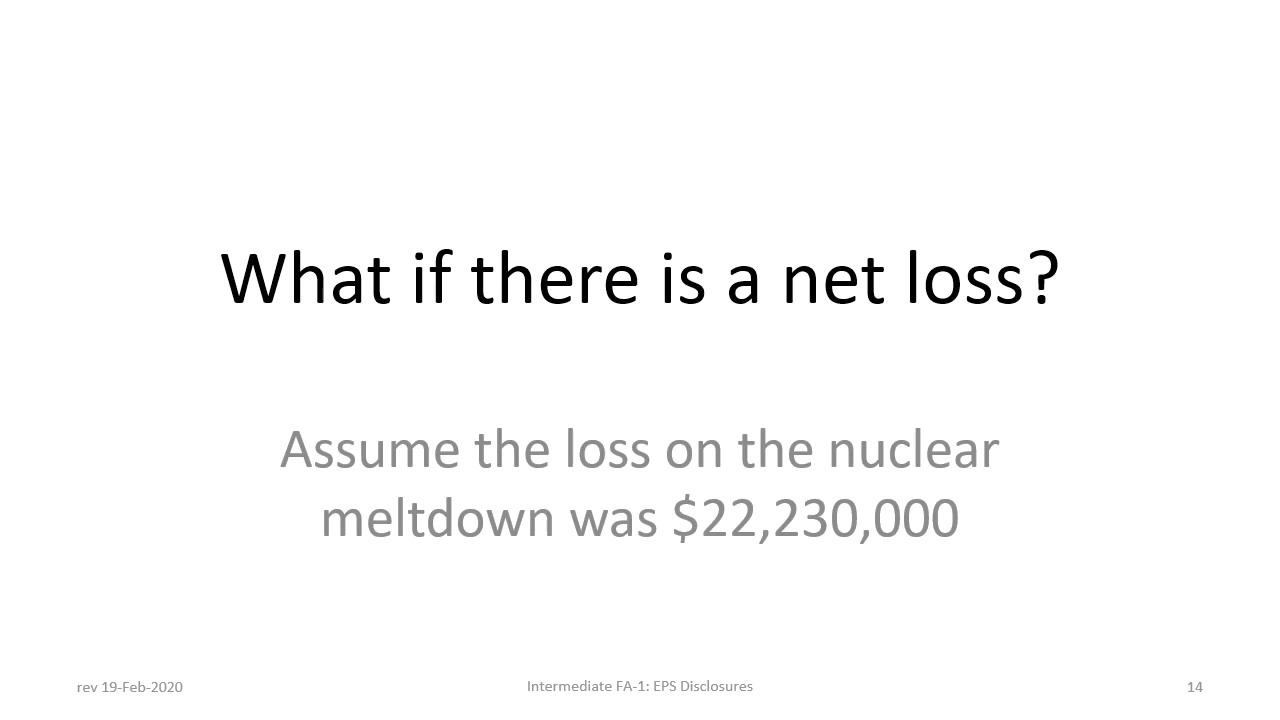 What if there is a net loss?
Assume the loss on the nuclear
meltdown was $22,230,000
rev 19-Feb-2020
Intermediate FA-1: EPS Disclosures
14